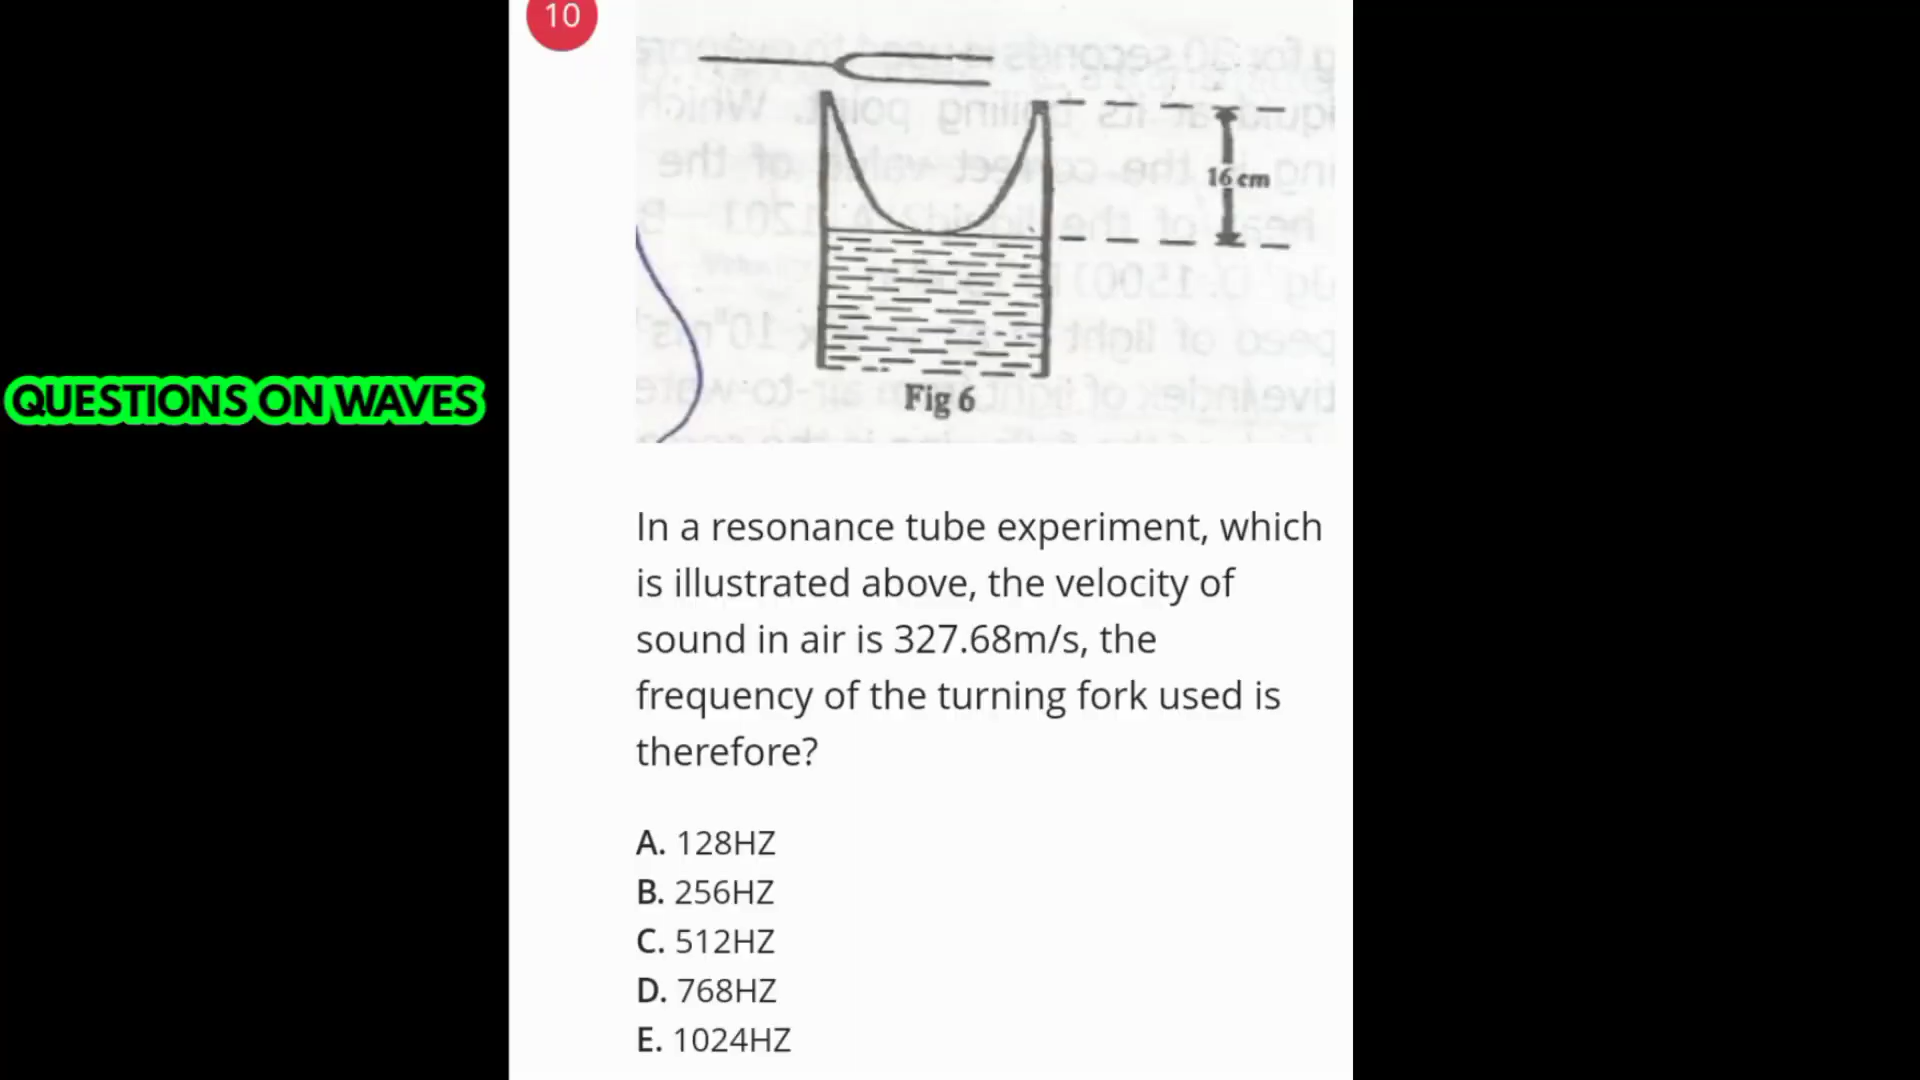 10
16 cm
Fig 6
QUESTIONS ON WAVES
In a resonance tube experiment, which
is illustrated above, the velocity of
sound in air is 327.68m/s, the
frequency of the turning fork used is
therefore?
A. 128HZ
B. 256HZ
C. 512HZ
D. 768HZ
E. 1024HZ